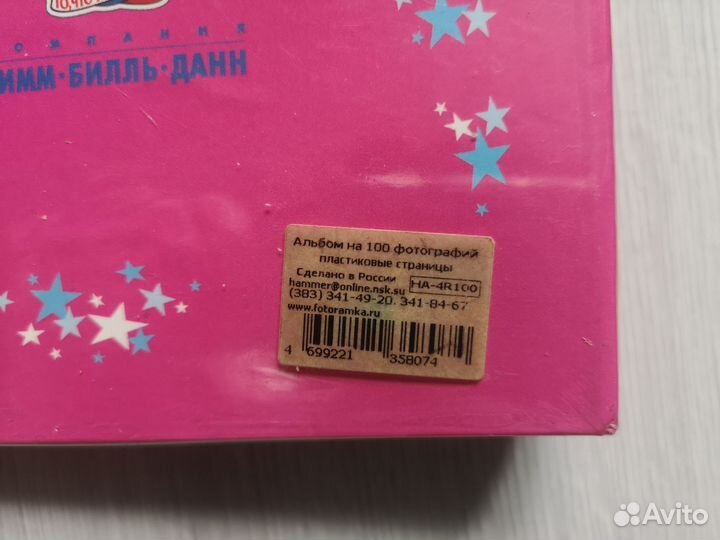 ОМПАНИЯ
ИММ·БИЛЛЬ·ДАНН
Альбом на 100 фотографий
пластиковые страницы
Сделано в России
hammer@online.nsk.su HA-4R100
(383) 341-49-20. 341-84-67
www.fotoramka.ru
4 699221 358074
Avito